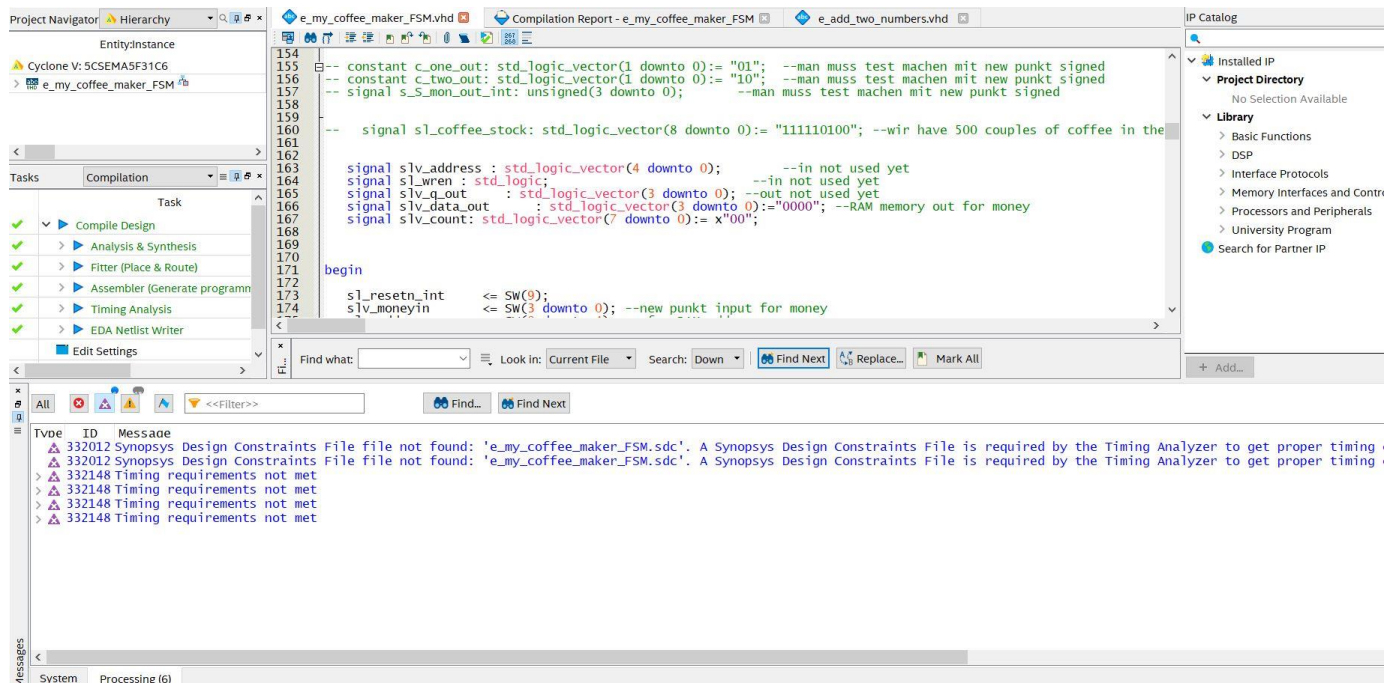 Project Navigator
Hierarchy
Entity:Instance
Cyclone V: 5CSEMA5F31C6
e_my_coffee_maker_FSM
Tasks
Compilation
Task
Compile Design
Analysis & Synthesis
Fitter (Place & Route)
Assembler (Generate programm
Timing Analysis
EDA Netlist Writer
Edit Settings
e_my_coffee_maker_FSM.vhd
Compilation Report - e_my_coffee_maker_FSM
e_add_two_numbers.vhd
267
268
154
155 -- constant c_one_out: std_logic_vector(1 downto 0):= "01"; --man muss test machen mit new punkt signed
156 -- constant c_two_out: std_logic_vector(1 downto 0):= "10"; --man muss test machen mit new punkt signed
157 -- signal s_S_mon_out_int: unsigned(3 downto 0); --man muss test machen mit new punkt signed
158
159
160 -- signal sl_coffee_stock: std_logic_vector(8 downto 0):= "111110100"; --wir have 500 couples of coffee in the
161
162
163 signal slv_address : std_logic_vector(4 downto 0); --in not used yet
164 signal sl_wren : std_logic; --in not used yet
165 signal slv_q_out : std_logic_vector(3 downto 0); --out not used yet
166 signal slv_data_out : std_logic_vector(3 downto 0):="0000"; --RAM memory out for money
167 signal slv_count: std_logic_vector(7 downto 0):= x"00";
168
169
170
171 begin
172
173 sl_resetn_int <= SW(9);
174 slv_moneyin <= SW(3 downto 0); --new punkt input for money
Fi...
Find what:
Look in: Current File
Search: Down
Find Next
Replace...
Mark All
IP Catalog
Installed IP
Project Directory
No Selection Available
Library
Basic Functions
DSP
Interface Protocols
Memory Interfaces and Contro
Processors and Peripherals
University Program
Search for Partner IP
+ Add...
All
<<Filter>>
Find...
Find Next
Type ID Message
332012 Synopsys Design Constraints File file not found: 'e_my_coffee_maker_FSM.sdc'. A Synopsys Design Constraints File is required by the Timing Analyzer to get proper timing
332012 Synopsys Design Constraints File file not found: 'e_my_coffee_maker_FSM.sdc'. A Synopsys Design Constraints File is required by the Timing Analyzer to get proper timing
332148 Timing requirements not met
332148 Timing requirements not met
332148 Timing requirements not met
332148 Timing requirements not met
Messages
System
Processing (6)